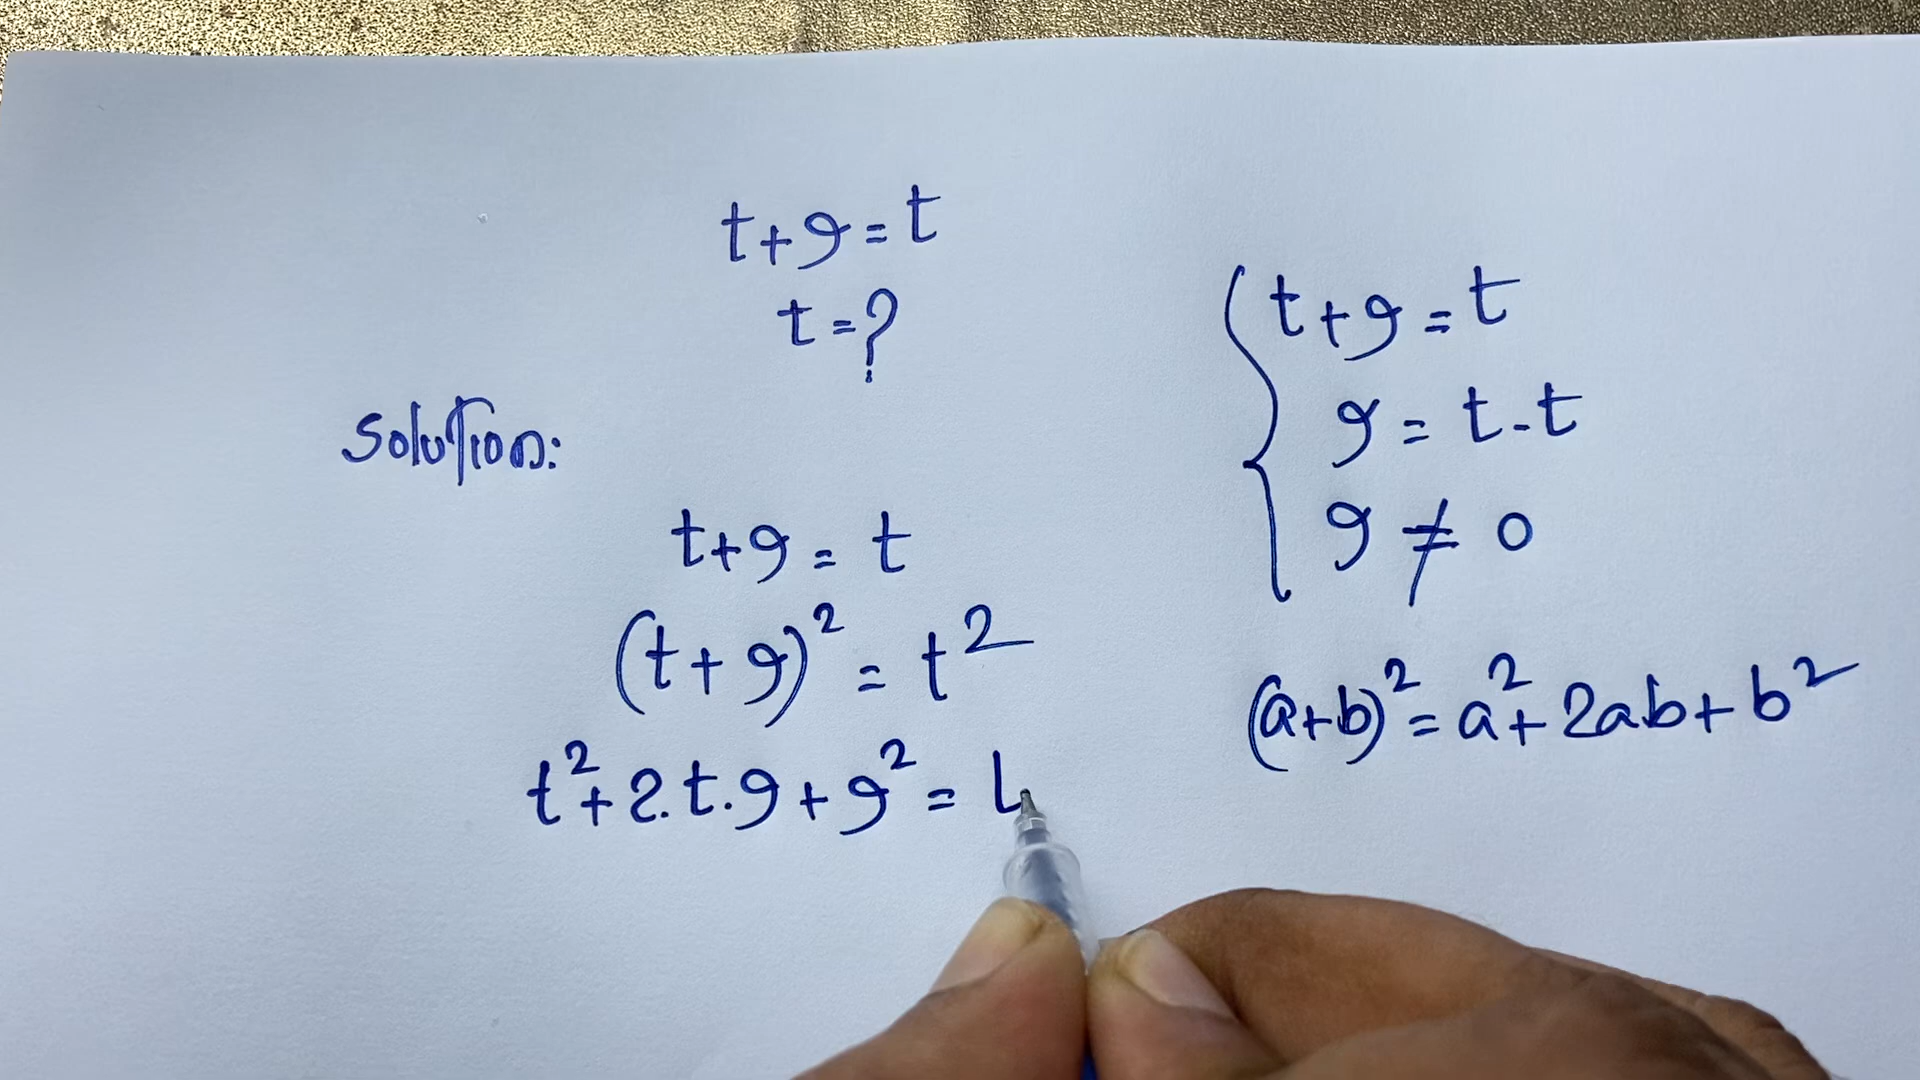 t+9=t
t=?
Solution:
t+9 = t
(t+9)² = t²
t²+2.t.9+9² =
t+9=t
9 = t-t
9 ≠ 0
(a+b)² = a²+2ab+b²